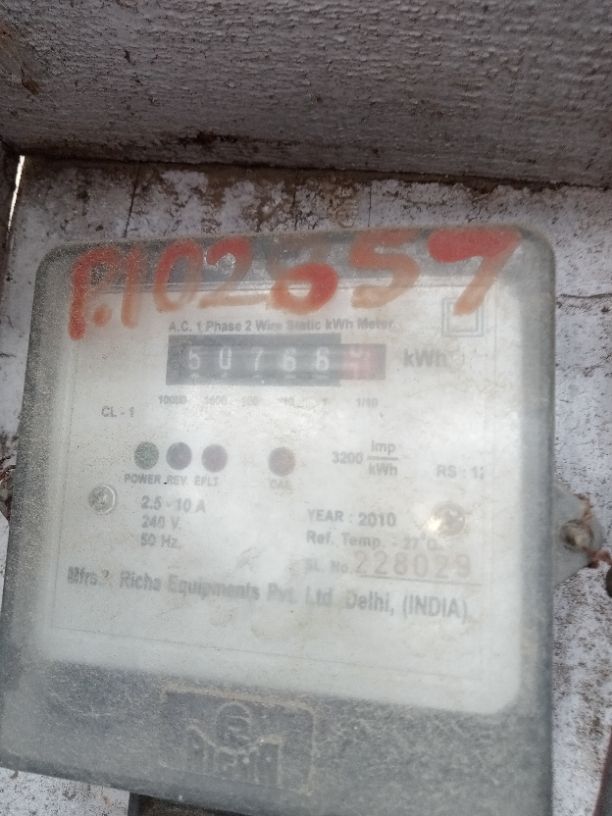 P.102657
A.C. 1 Phase 2 Wire Static kWh Meter
50766 kWh
10000 1000 100 10 1 1/10
CL - 1
3200 imp/kWh
RS : 12
POWER REV. EFLT CAL
2.5 - 10 A
240 V.
50 Hz.
YEAR : 2010
Ref. Temp. - 27°C
SL. No. 228029
Mfrs.: Richa Equipments Pvt. Ltd. Delhi, (INDIA)